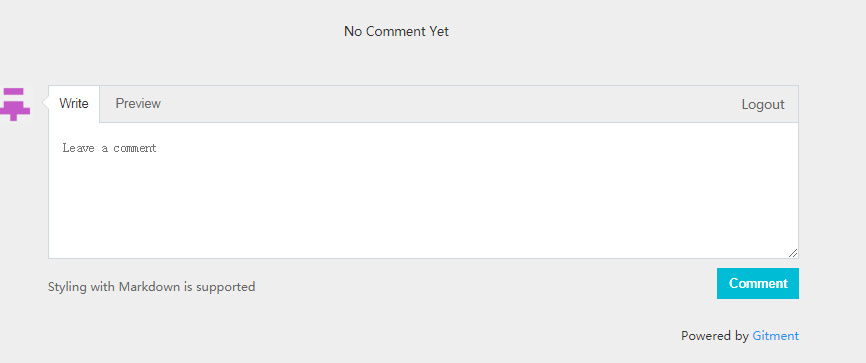 No Comment Yet
Write Preview Logout
Leave a comment
Styling with Markdown is supported
Comment
Powered by Gitment